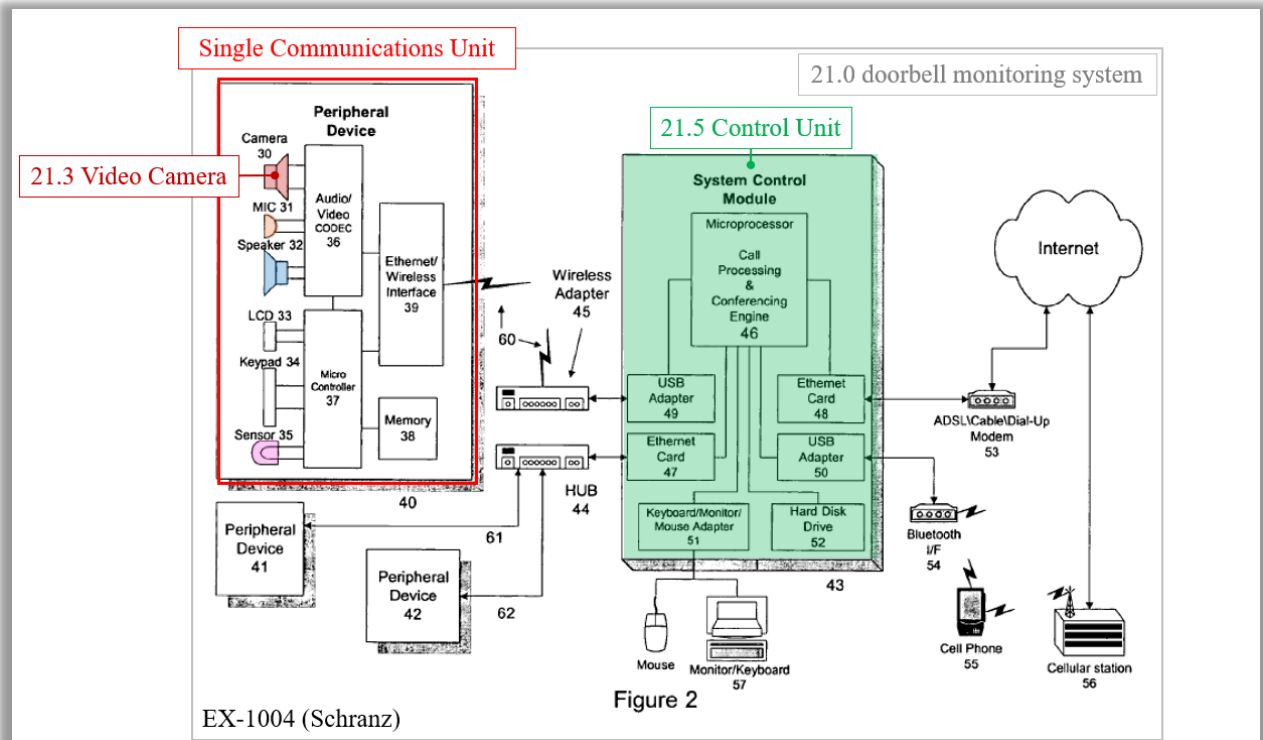 Single Communications Unit
21.0 doorbell monitoring system
21.5 Control Unit
21.3 Video Camera
Peripheral
Device
Camera
30
MIC 31
Speaker 32
Audio/
Video
CODEC
36
Ethernet/
Wireless
Interface
39
LCD 33
Keypad 34
Sensor 35
Micro
Controller
37
Memory
38
40
Wireless
Adapter
45
60
HUB
44
Peripheral
Device
41
61
Peripheral
Device
42
62
System Control
Module
Microprocessor
Call
Processing
&
Conferencing
Engine
46
USB
Adapter
49
Ethernet
Card
48
Ethernet
Card
47
USB
Adapter
50
Keyboard/Monitor/
Mouse Adapter
51
Hard Disk
Drive
52
43
Mouse
Monitor/Keyboard
57
Internet
ADSL\Cable\Dial-Up
Modem
53
Bluetooth
I/F
54
Cell Phone
55
Cellular station
56
Figure 2
EX-1004 (Schranz)